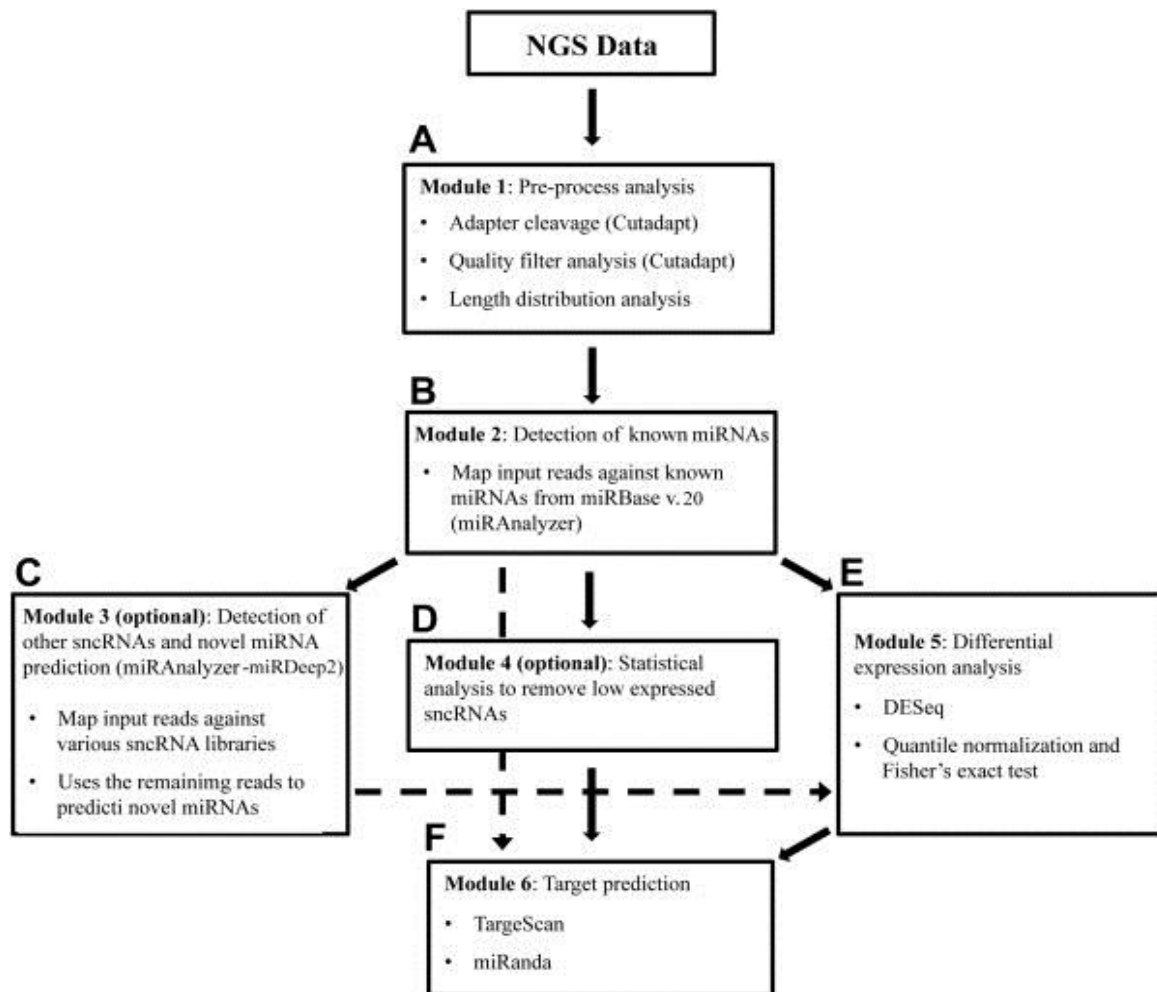 NGS Data
A
Module 1: Pre-process analysis
• Adapter cleavage (Cutadapt)
• Quality filter analysis (Cutadapt)
• Length distribution analysis
B
Module 2: Detection of known miRNAs
• Map input reads against known
miRNAs from miRBase v. 20
(miRAnalyzer)
C
Module 3 (optional): Detection of
other sncRNAs and novel miRNA
prediction (miRAnalyzer-miRDeep2)
• Map input reads against
various sncRNA libraries
• Uses the remainimg reads to
predicti novel miRNAs
D
Module 4 (optional): Statistical
analysis to remove low expressed
sncRNAs
E
Module 5: Differential
expression analysis
• DESeq
• Quantile normalization and
Fisher's exact test
F
Module 6: Target prediction
• TargeScan
• miRanda